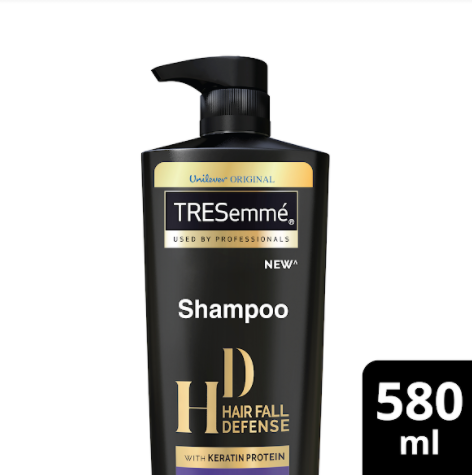 Unilever ORIGINAL
TRESemmé®
USED BY PROFESSIONALS
NEW^
Shampoo
HD
HAIR FALL
DEFENSE
WITH KERATIN PROTEIN
580
ml